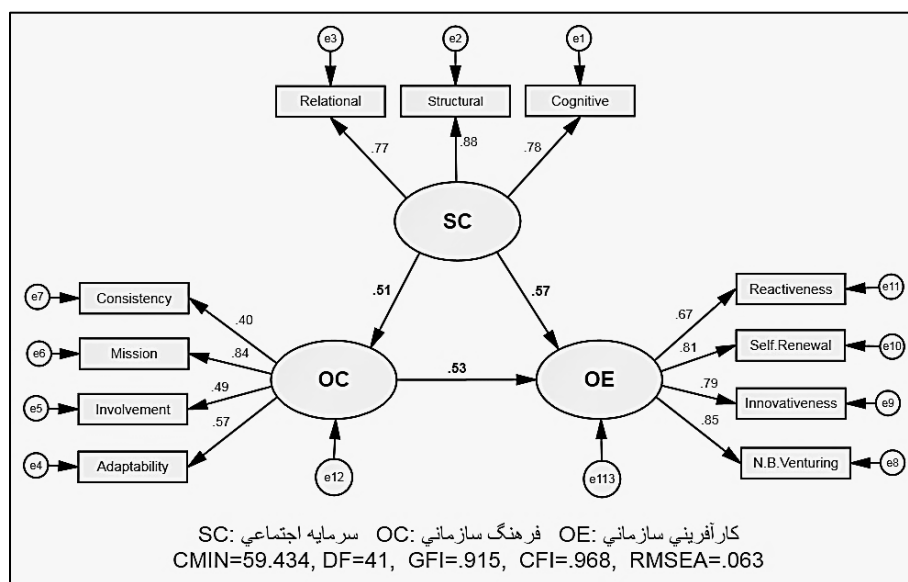 e3 e2 e1
Relational Structural Cognitive
.77 .88 .78
SC
.51 .57
e7 Consistency .40
e6 Mission .84
e5 Involvement .49
e4 Adaptability .57
OC
.53
OE
Reactiveness e11 .67
Self.Renewal e10 .81
Innovativeness e9 .79
N.B.Venturing e8 .85
e12 e113
SC: سرمايه اجتماعي OC: فرهنگ سازماني OE: كارآفريني سازماني
CMIN=59.434, DF=41, GFI=.915, CFI=.968, RMSEA=.063